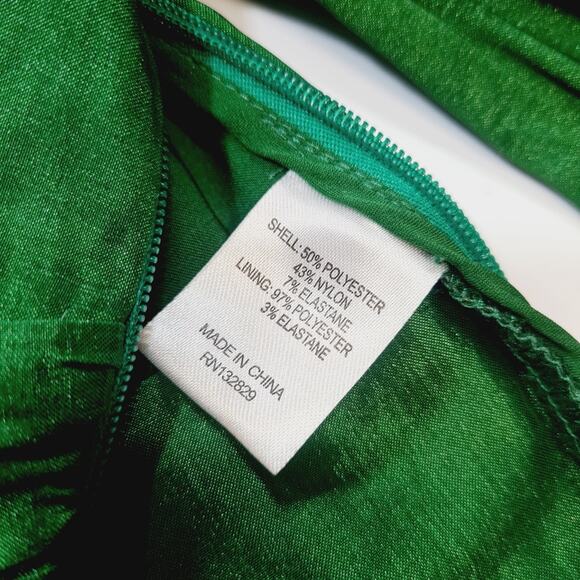 SHELL: 50% POLYESTER
43% NYLON
7% ELASTANE
LINING: 97% POLYESTER
3% ELASTANE
MADE IN CHINA
RN132829